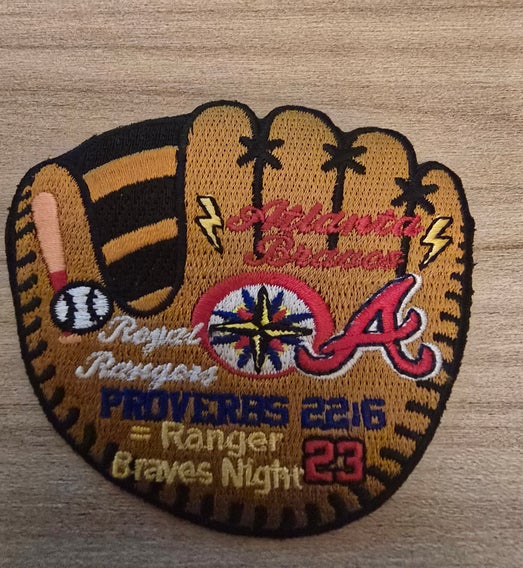 Atlanta
Braves
A
Royal
Rangers
PROVERBS 22:6
= Ranger
Braves Night 23